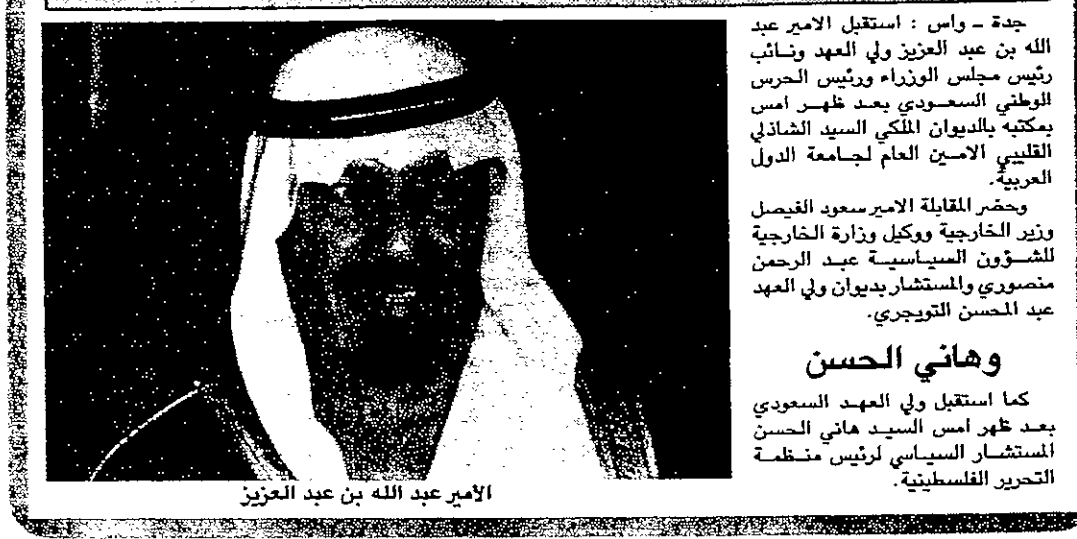 جدة ــ واس : استقبل الامير عبد
الله بن عبد العزيز ولي العهد ونائب
رئيس مجلس الوزراء ورئيس الحرس
الوطني السعودي بعد ظهر امس
بمكتبه بالديوان الملكي السيد الشاذلي
القليبي الامين العام لجامعة الدول
العربية.
وحضر المقابلة الامير سعود الفيصل
وزير الخارجية ووكيل وزارة الخارجية
للشؤون السياسية عبد الرحمن
منصوري والمستشار بديوان ولي العهد
عبد المحسن التويجري.
وهاني الحسن
كما استقبل ولي العهد السعودي
بعد ظهر امس السيد هاني الحسن
المستشار السياسي لرئيس منظمة
التحرير الفلسطينية.
الأمير عبد الله بن عبد العزيز